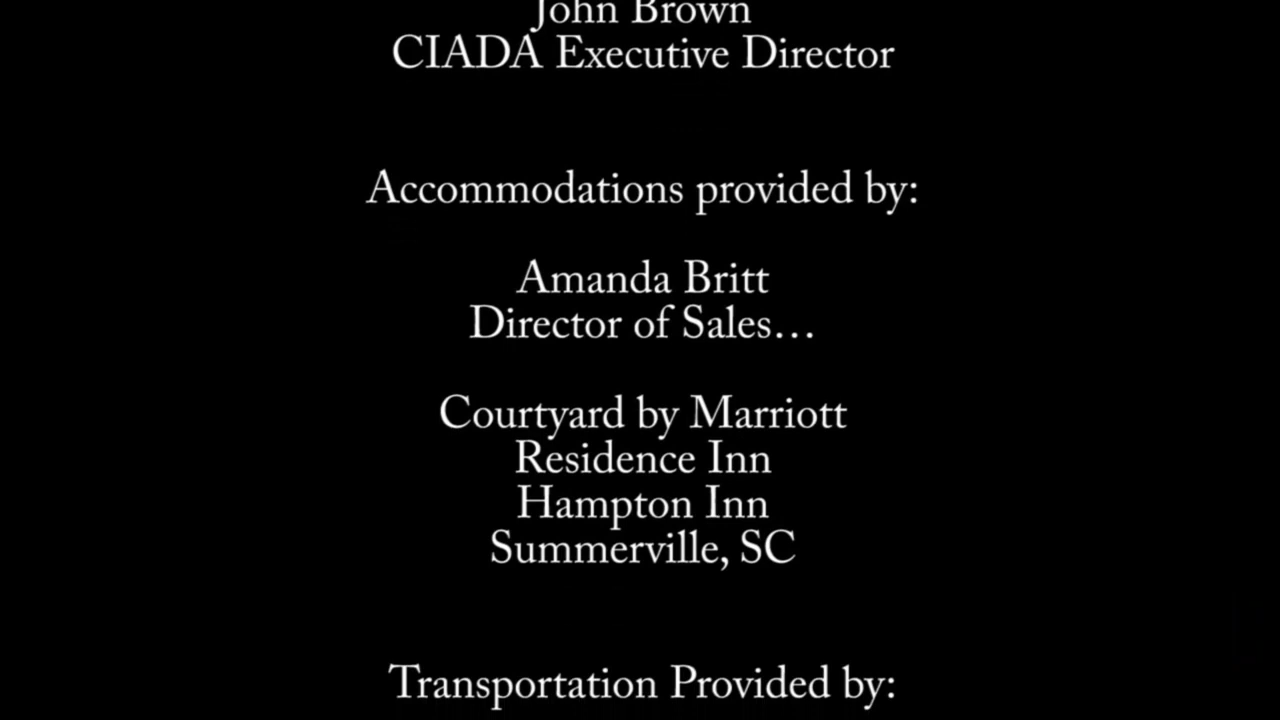 John Brown
CIADA Executive Director
Accommodations provided by:
Amanda Britt
Director of Sales…
Courtyard by Marriott
Residence Inn
Hampton Inn
Summerville, SC
Transportation Provided by: